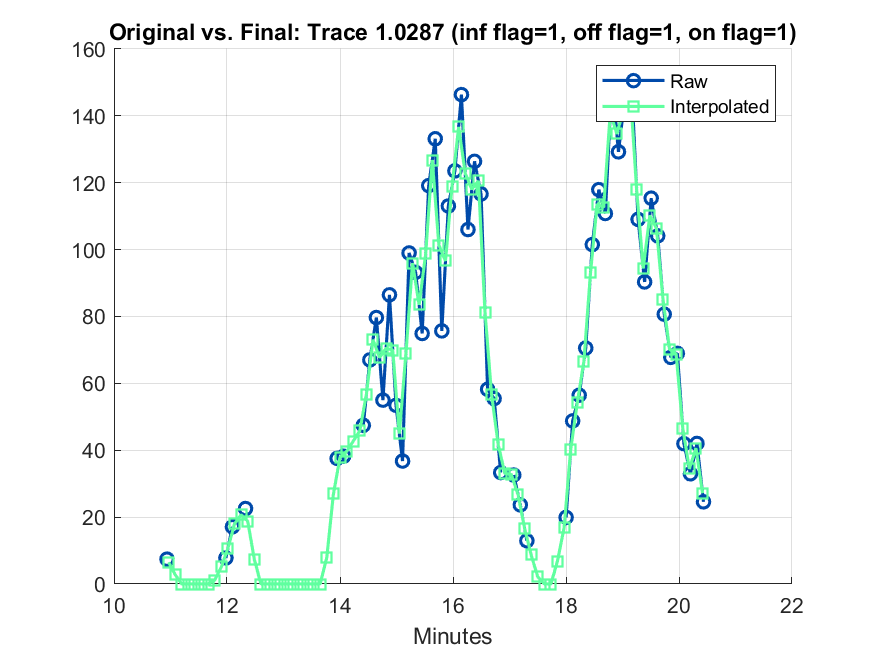 Original vs. Final: Trace 1.0287 (inf flag=1, off flag=1, on flag=1)
160
140
120
100
80
60
40
20
0
Raw
Interpolated
10 12 14 16 18 20 22
Minutes